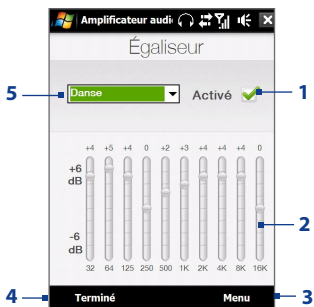 Amplificateur audi
Égaliseur
5
Danse
Activé
1
+4 +5 +4 0 +2 +3 +4 +4 +4 0
+6
dB
2
-6
dB
32 64 125 250 500 1K 2K 4K 8K 16K
4
Terminé
Menu
3